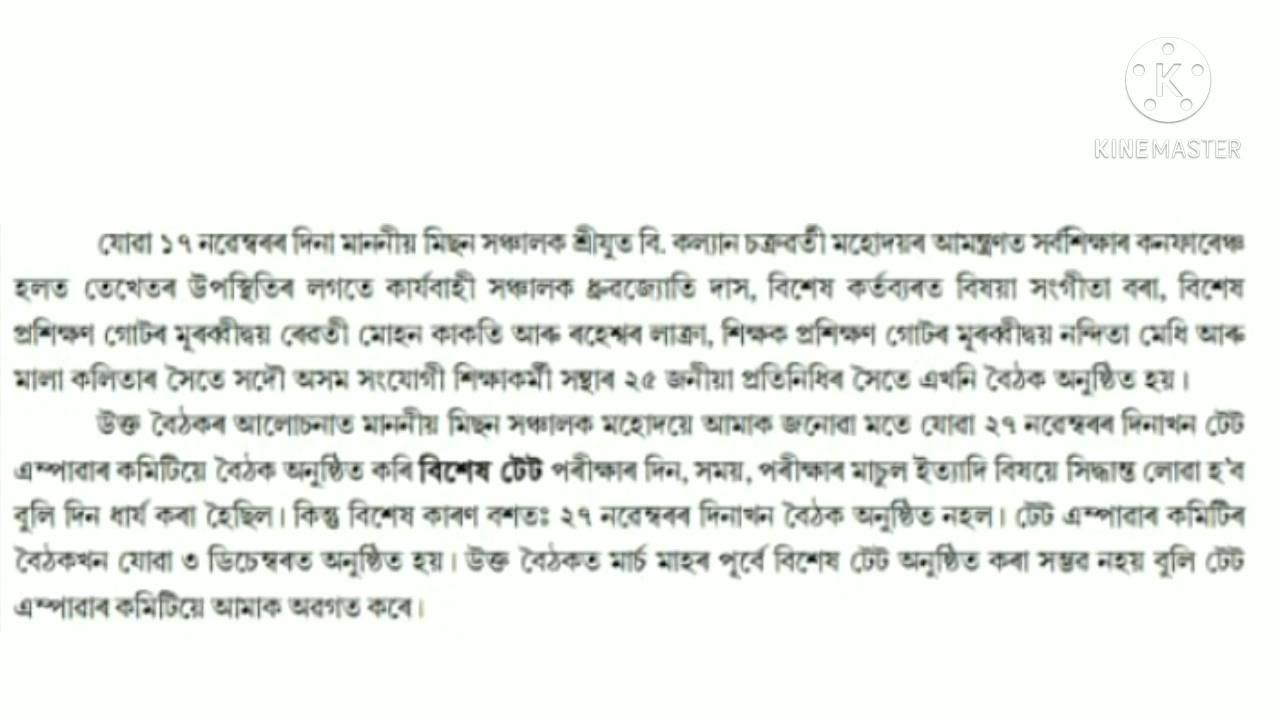 KINEMASTER
যোৱা ১৭ নৱেম্বৰৰ দিনা মাননীয় মিছন সঞ্চালক শ্ৰীযুত বি. কল্যান চক্ৰৱৰ্তী মহোদয়ৰ আমন্ত্ৰণত সৰ্বশিক্ষাৰ কনফাৰেঞ্চ
হলত তেখেতৰ উপস্থিতিৰ লগতে কাৰ্যবাহী সঞ্চালক ধ্ৰুবজ্যোতি দাস, বিশেষ কৰ্তব্যৰত বিষয়া সংগীতা বৰা, বিশেষ
প্ৰশিক্ষণ গোটৰ মূৰব্বীদ্বয় ৰেৱতী মোহন কাকতি আৰু ৰহেশ্বৰ লাক্ৰা, শিক্ষক প্ৰশিক্ষণ গোটৰ মূৰব্বীদ্বয় নন্দিতা মেধি আৰু
মালা কলিতাৰ সৈতে সদৌ অসম সংযোগী শিক্ষাকৰ্মী সন্থাৰ ২৫ জনীয়া প্ৰতিনিধিৰ সৈতে এখনি বৈঠক অনুষ্ঠিত হয়।
উক্ত বৈঠকৰ আলোচনাত মাননীয় মিছন সঞ্চালক মহোদয়ে আমাক জনোৱা মতে যোৱা ২৭ নৱেম্বৰৰ দিনাখন টেট
এম্পাৱাৰ কমিটিয়ে বৈঠক অনুষ্ঠিত কৰি বিশেষ টেট পৰীক্ষাৰ দিন, সময়, পৰীক্ষাৰ মাচুল ইত্যাদি বিষয়ে সিদ্ধান্ত লোৱা হ'ব
বুলি দিন ধাৰ্য কৰা হৈছিল। কিন্তু বিশেষ কাৰণ বশতঃ ২৭ নৱেম্বৰৰ দিনাখন বৈঠক অনুষ্ঠিত নহল। টেট এম্পাৱাৰ কমিটিৰ
বৈঠকখন যোৱা ৩ ডিচেম্বৰত অনুষ্ঠিত হয়। উক্ত বৈঠকত মাৰ্চ মাহৰ পূৰ্বে বিশেষ টেট অনুষ্ঠিত কৰা সম্ভৱ নহয় বুলি টেট
এম্পাৱাৰ কমিটিয়ে আমাক অৱগত কৰে।